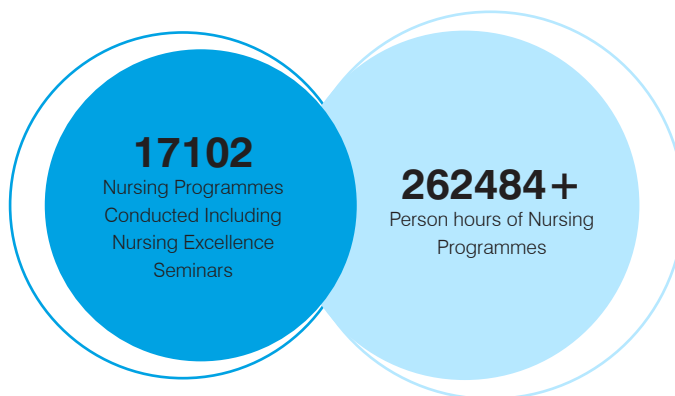 17102
Nursing Programmes
Conducted Including
Nursing Excellence
Seminars
262484+
Person hours of Nursing
Programmes